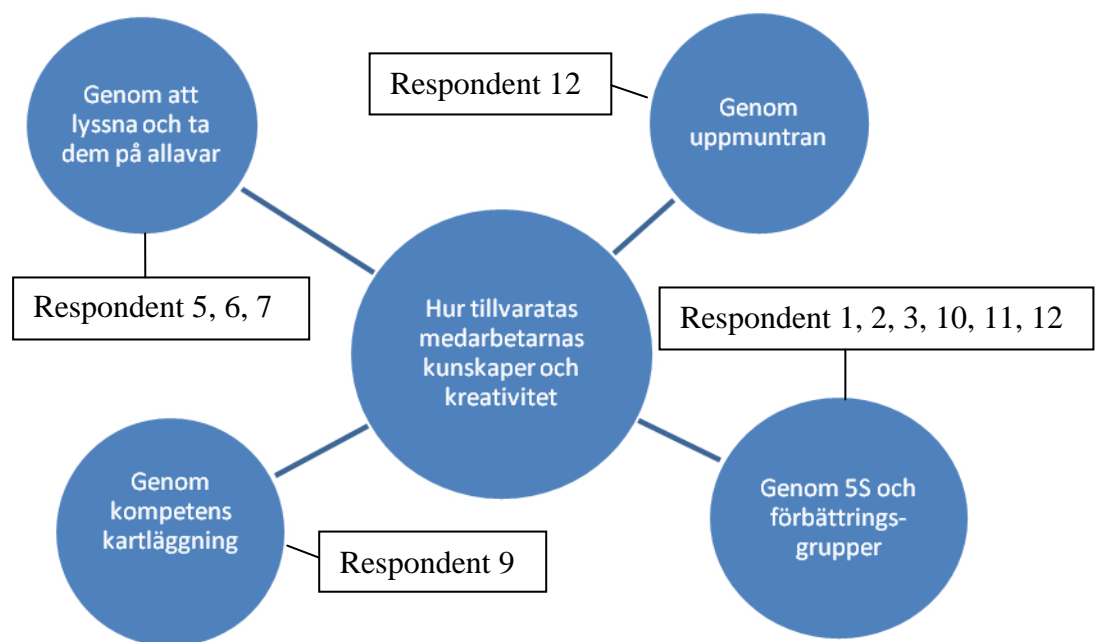 Genom att
lyssna och ta
dem på allavar
Respondent 12
Genom
uppmuntran
Respondent 5, 6, 7
Hur tillvaratas
medarbetarnas
kunskaper och
kreativitet
Respondent 1, 2, 3, 10, 11, 12
Genom
kompetens
kartläggning
Respondent 9
Genom 5S och
förbättrings-
grupper